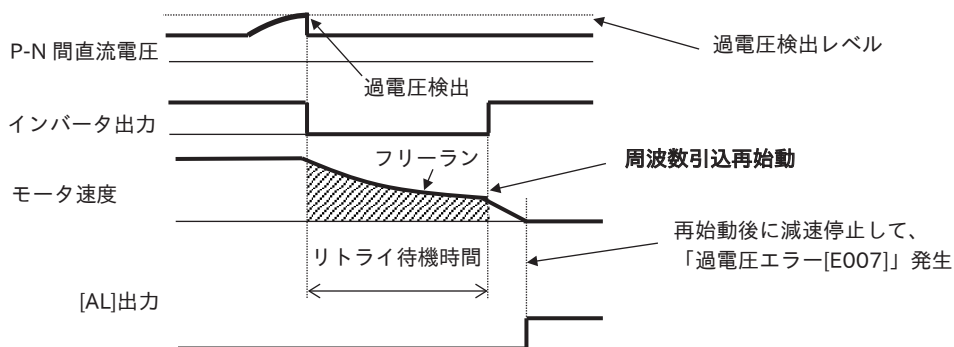 過電圧検出レベル
P-N 間直流電圧
過電圧検出
インバータ出力
フリーラン
周波数引込再始動
モータ速度
再始動後に減速停止して、
「過電圧エラー[E007]」発生
リトライ待機時間
[AL]出力